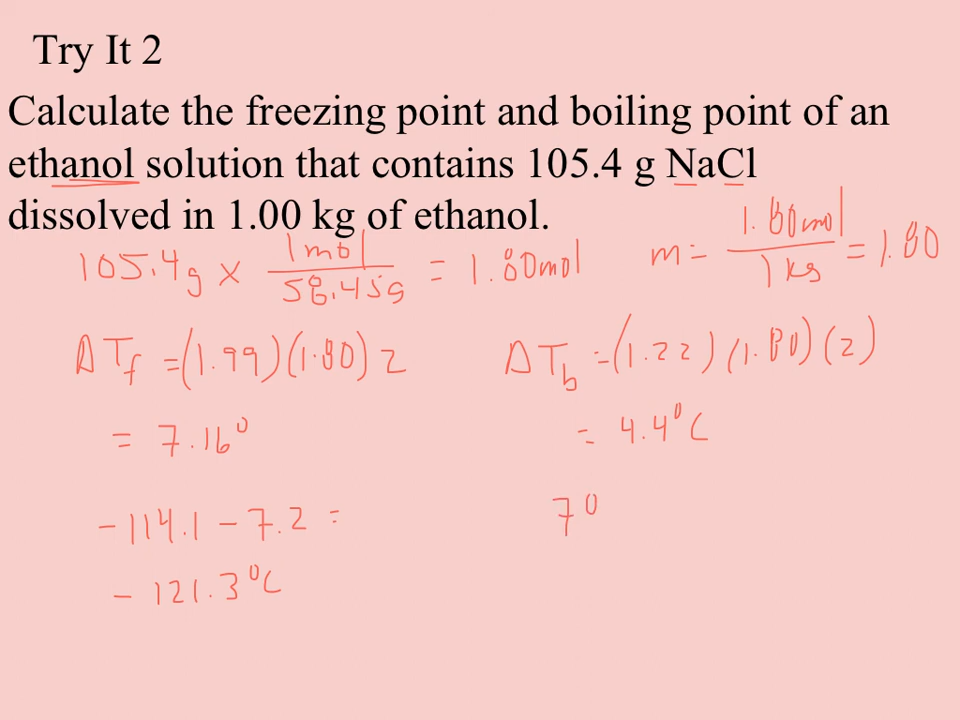 Try It 2
Calculate the freezing point and boiling point of an
ethanol solution that contains 105.4 g NaCl
dissolved in 1.00 kg of ethanol.
105.4g x 1mol / 58.45g = 1.80mol
m = 1.80mol / 1kg = 1.80
ΔTf = (1.99)(1.80)2
= 7.16°
-114.1 - 7.2 =
-121.3°C
ΔTb = (1.22)(1.80)(2)
= 4.4°C
70